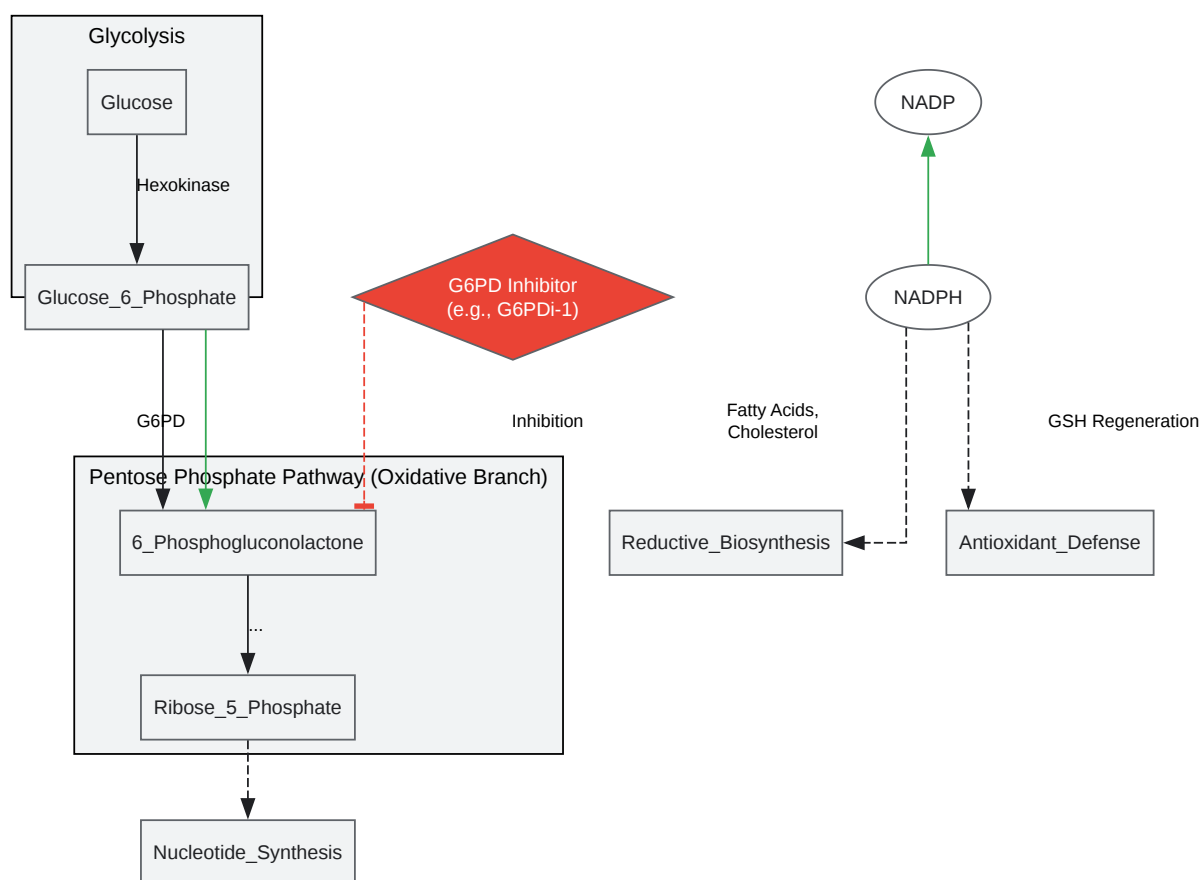 Glycolysis
Glucose
NADP
Hexokinase
Glucose_6_Phosphate
G6PD Inhibitor
(e.g., G6PDi-1)
NADPH
G6PD
Inhibition
Fatty Acids,
Cholesterol
GSH Regeneration
Pentose Phosphate Pathway (Oxidative Branch)
6_Phosphogluconolactone
Reductive_Biosynthesis
Antioxidant_Defense
...
Ribose_5_Phosphate
Nucleotide_Synthesis